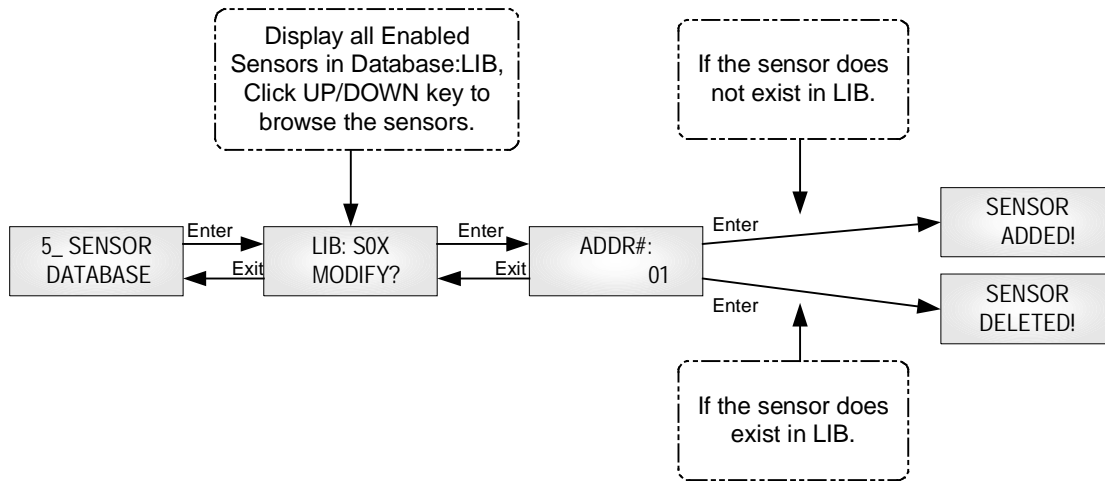 Display all Enabled
Sensors in Database:LIB,
Click UP/DOWN key to
browse the sensors.
If the sensor does
not exist in LIB.
5_ SENSOR
DATABASE
Enter
Exit
LIB: S0X
MODIFY?
Enter
Exit
ADDR#:
01
Enter
Enter
SENSOR
ADDED!
SENSOR
DELETED!
If the sensor does
exist in LIB.